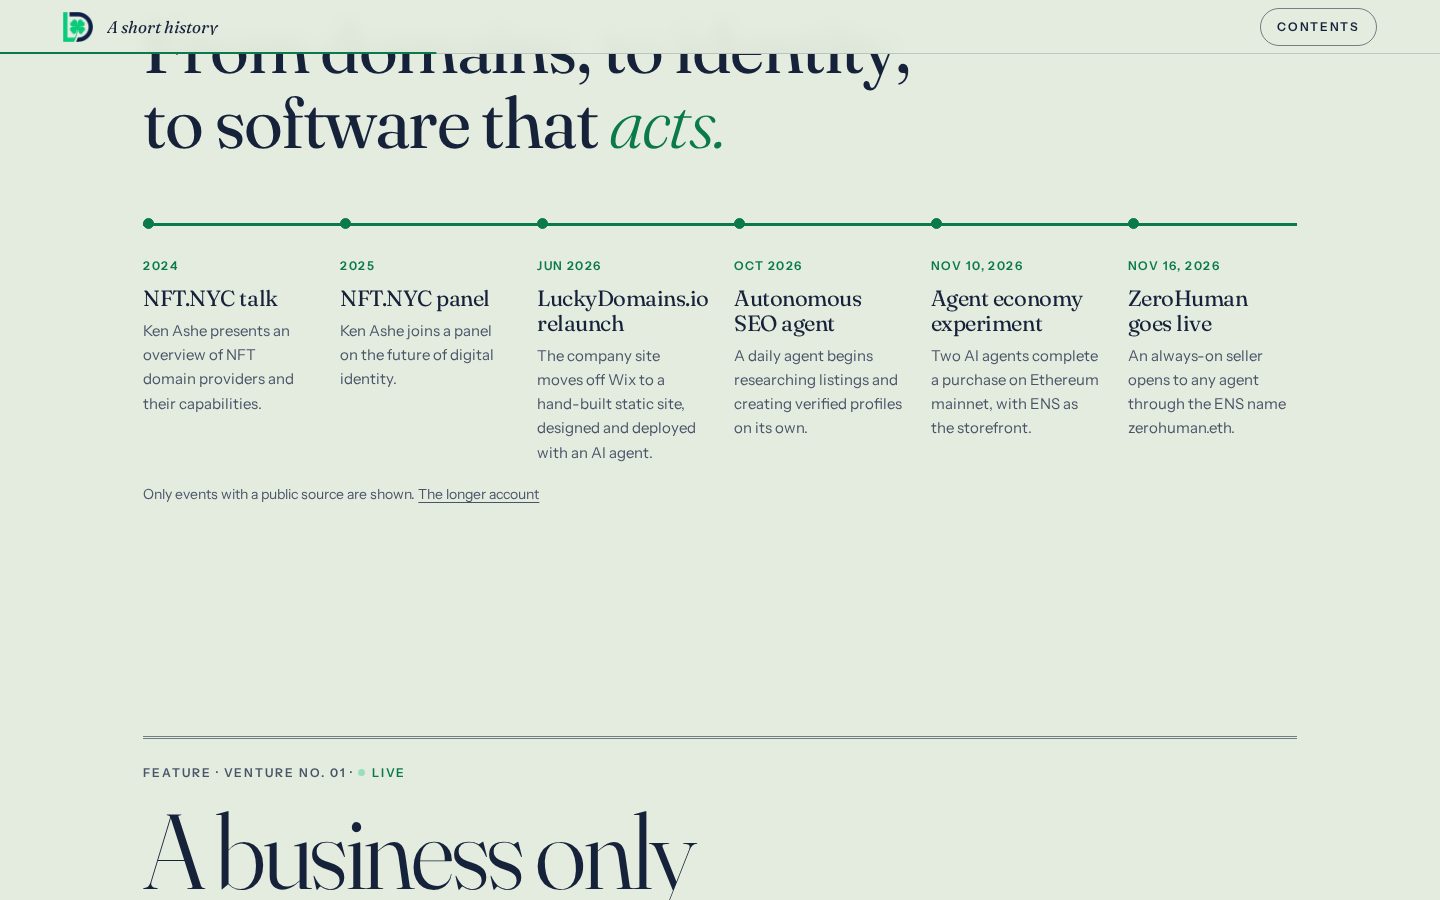 A short history
CONTENTS
From domains, to identity,
to software that acts.
2024
NFT.NYC talk
Ken Ashe presents an
overview of NFT
domain providers and
their capabilities.
2025
NFT.NYC panel
Ken Ashe joins a panel
on the future of digital
identity.
JUN 2026
LuckyDomains.io
relaunch
The company site
moves off Wix to a
hand-built static site,
designed and deployed
with an AI agent.
OCT 2026
Autonomous
SEO agent
A daily agent begins
researching listings and
creating verified profiles
on its own.
NOV 10, 2026
Agent economy
experiment
Two AI agents complete
a purchase on Ethereum
mainnet, with ENS as
the storefront.
NOV 16, 2026
ZeroHuman
goes live
An always-on seller
opens to any agent
through the ENS name
zerohuman.eth.
Only events with a public source are shown. The longer account
FEATURE · VENTURE NO. 01 · LIVE
A business only